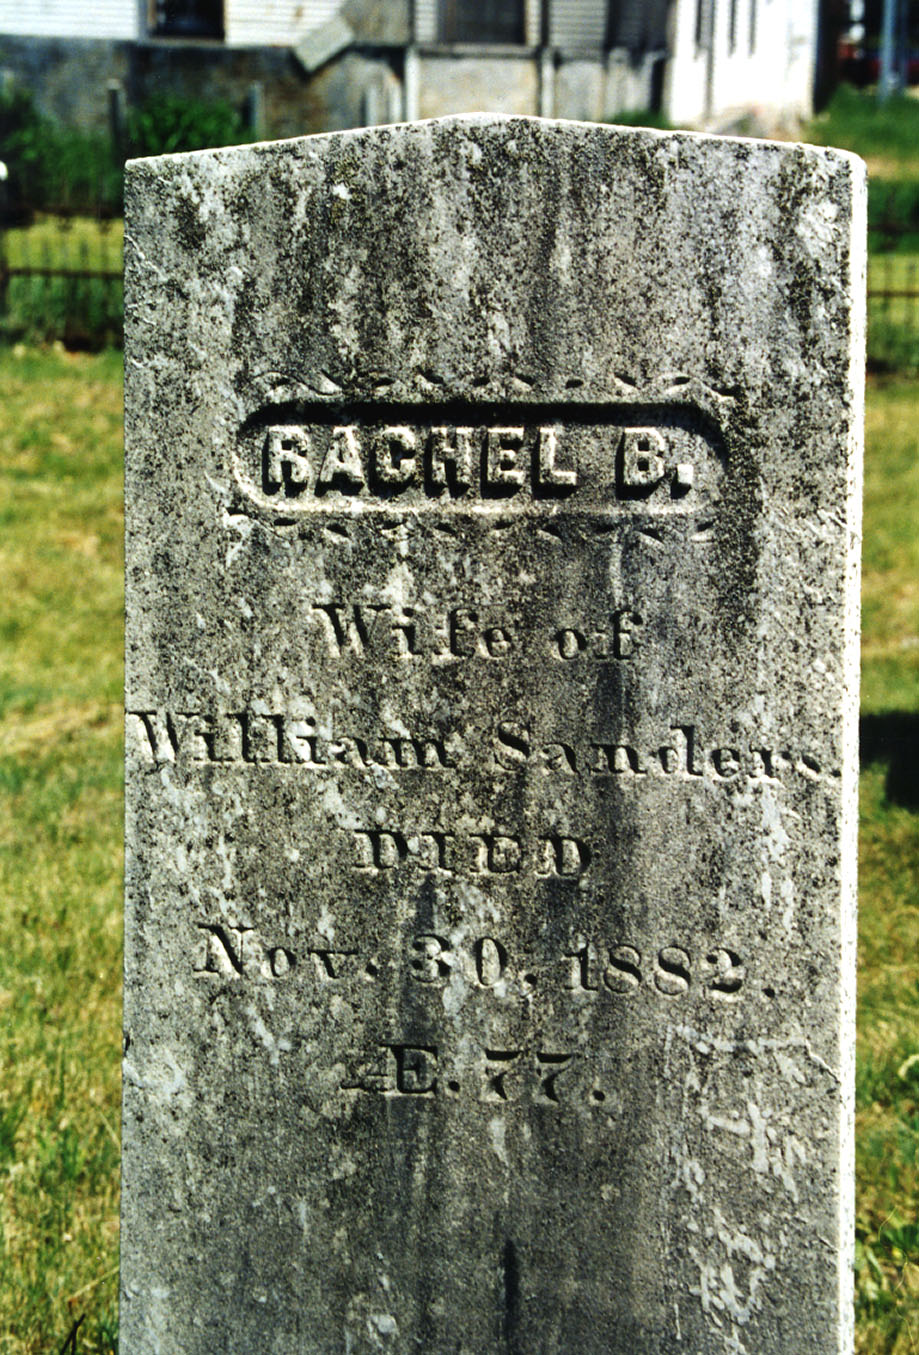 RACHEL B.
Wife of
William Sanders.
DIED
Nov. 30, 1882.
Æ. 77.